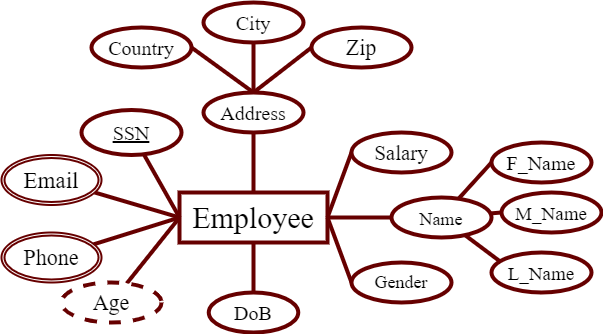 City
Country
Zip
Address
SSN
Salary
F_Name
Email
M_Name
Employee
Name
Phone
L_Name
Gender
Age
DoB